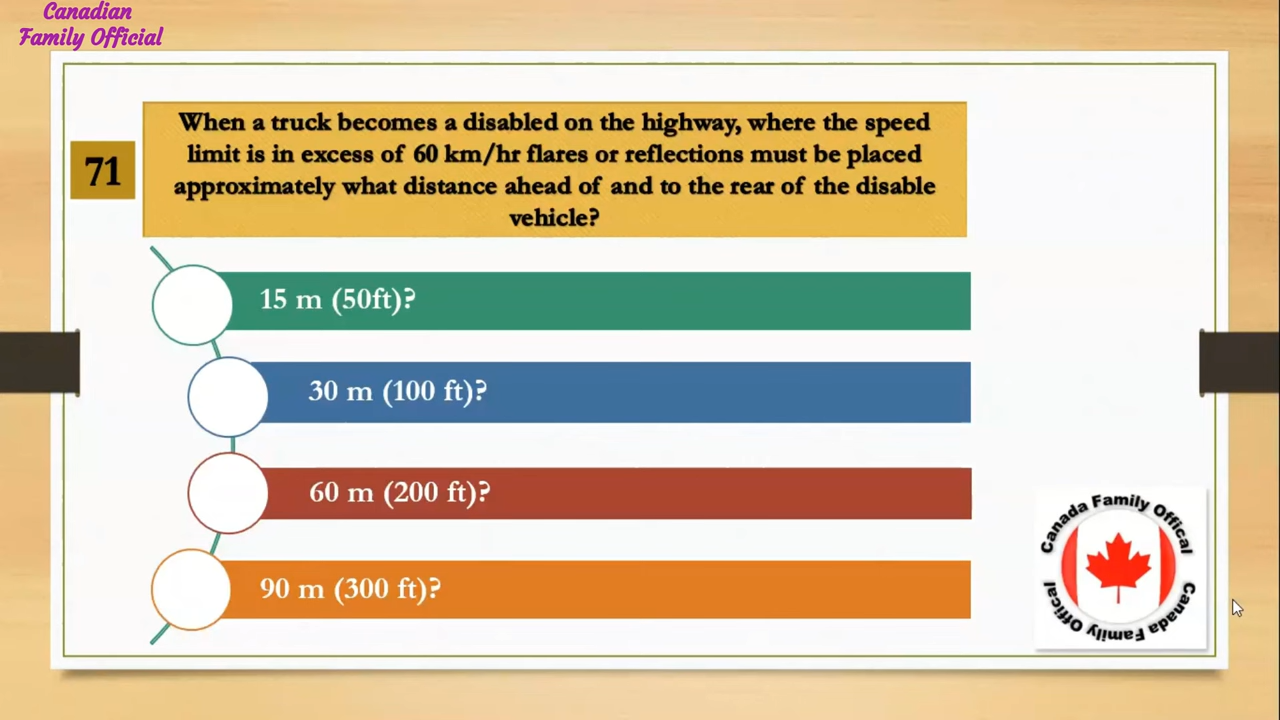 Canadian
Family Official
71
When a truck becomes a disabled on the highway, where the speed
limit is in excess of 60 km/hr flares or reflections must be placed
approximately what distance ahead of and to the rear of the disable
vehicle?
15 m (50ft)?
30 m (100 ft)?
60 m (200 ft)?
90 m (300 ft)?
Canada Family Offical
Canada Family Offical